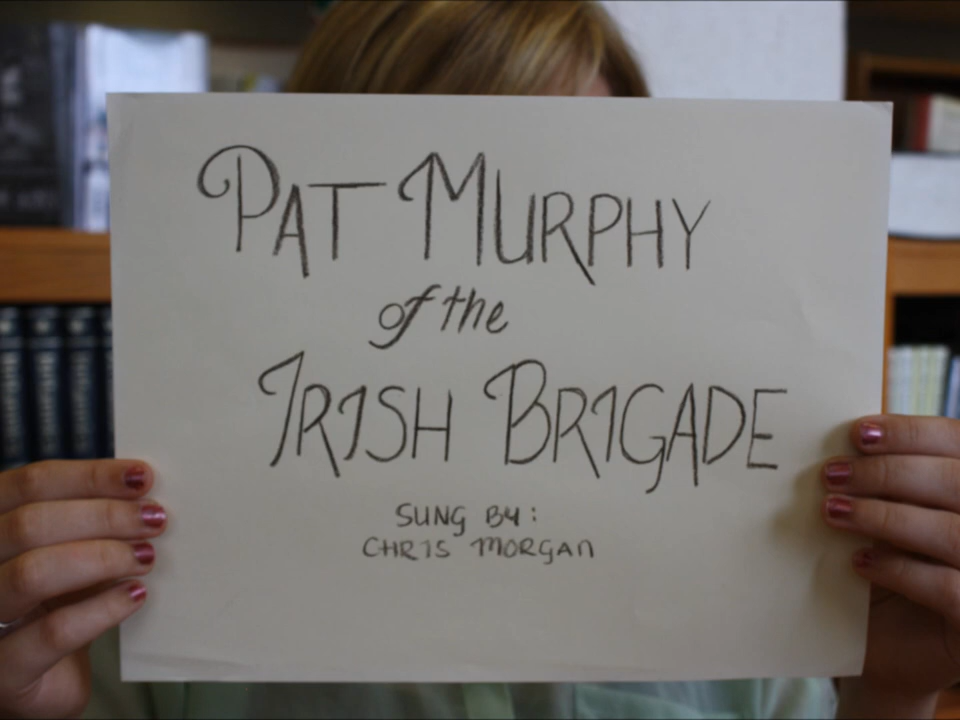 PAT MURPHY
of the
IRISH BRIGADE
SUNG BY:
CHRIS MORGAN